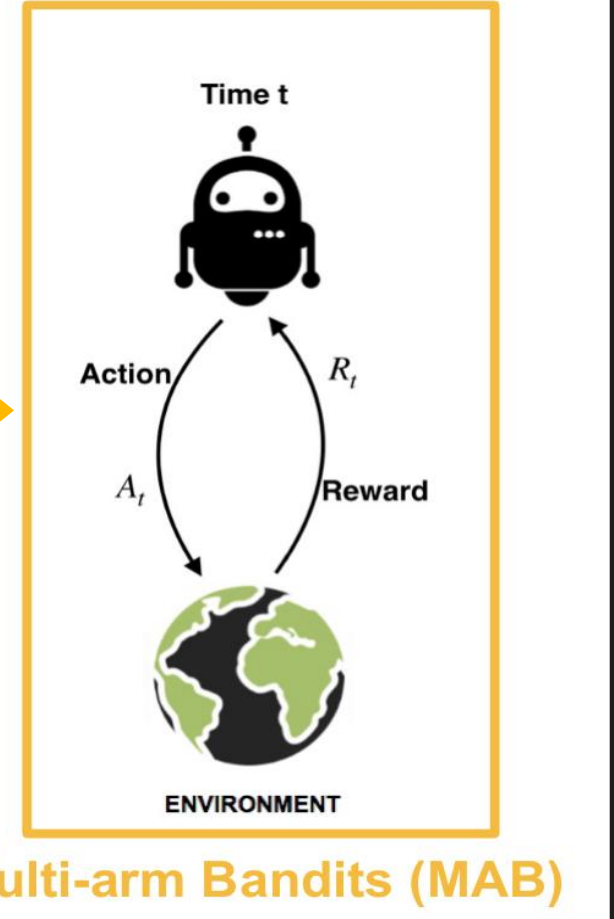 Time t
Action
R_t
A_t
Reward
ENVIRONMENT
ulti-arm Bandits (MAB)